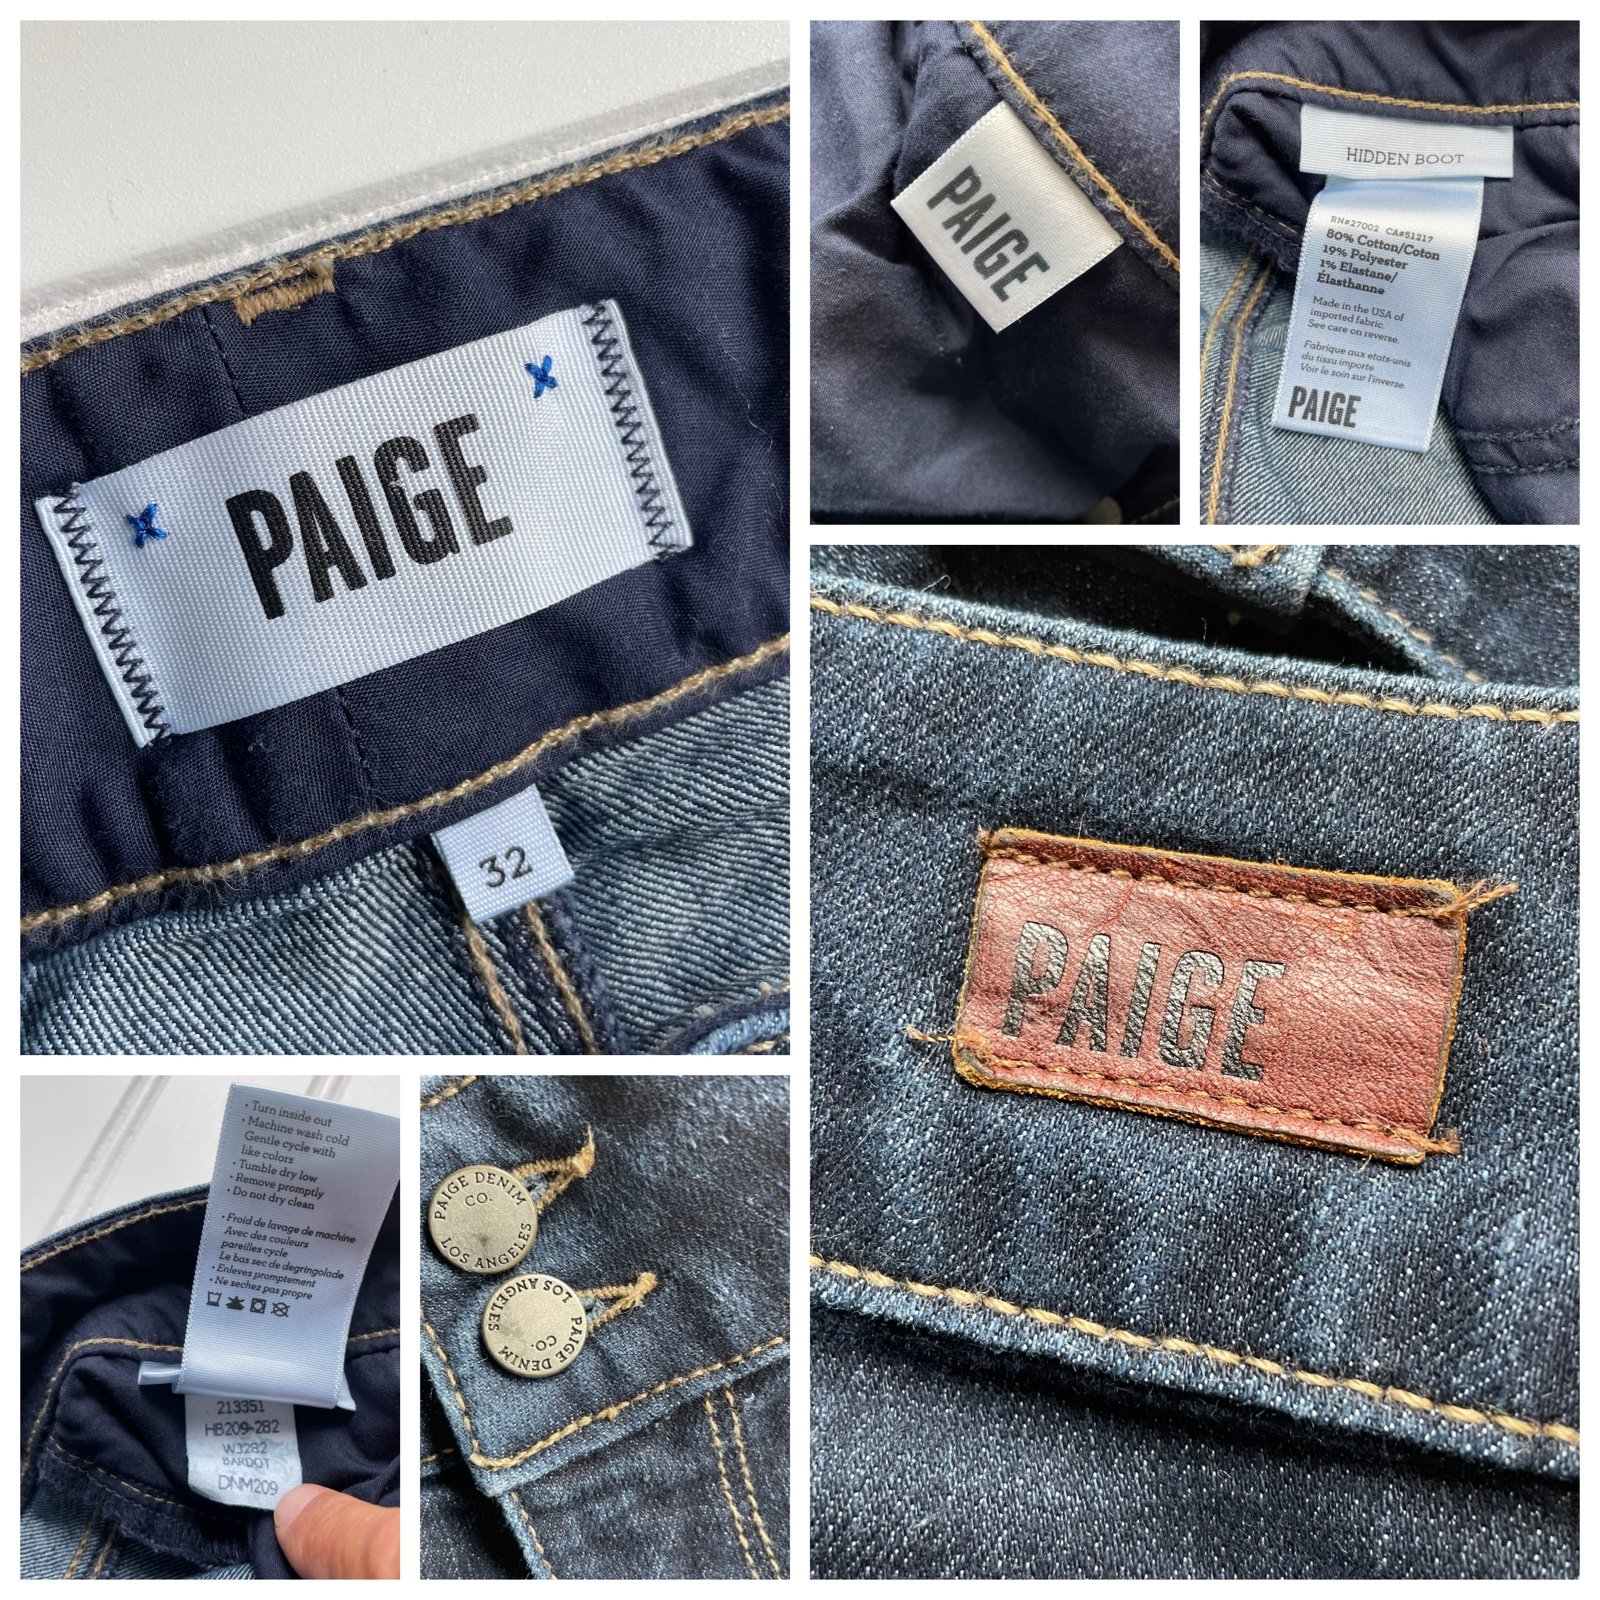 PAIGE
32
PAIGE
HIDDEN BOOT
RN#27002 CA#51217
80% Cotton/Coton
19% Polyester
1% Elastane/
Élasthanne
Made in the USA of
imported fabric.
See care on reverse.
Fabrique aux etats-unis
du tissu importe
Voir le soin sur l'inverse.
PAIGE
PAIGE
• Turn inside out
• Machine wash cold
Gentle cycle with
like colors
• Tumble dry low
• Remove promptly
• Do not dry clean
• Froid de lavage de machine
Avec des couleurs
pareilles cycle
Le bas sec de degringolade
• Enleves promptement
• Ne sechez pas propre
213351
HB209-282
W3282
BARDOT
DNM209
PAIGE DENIM
CO.
LOS ANGELES
PAIGE DENIM
CO.
LOS ANGELES